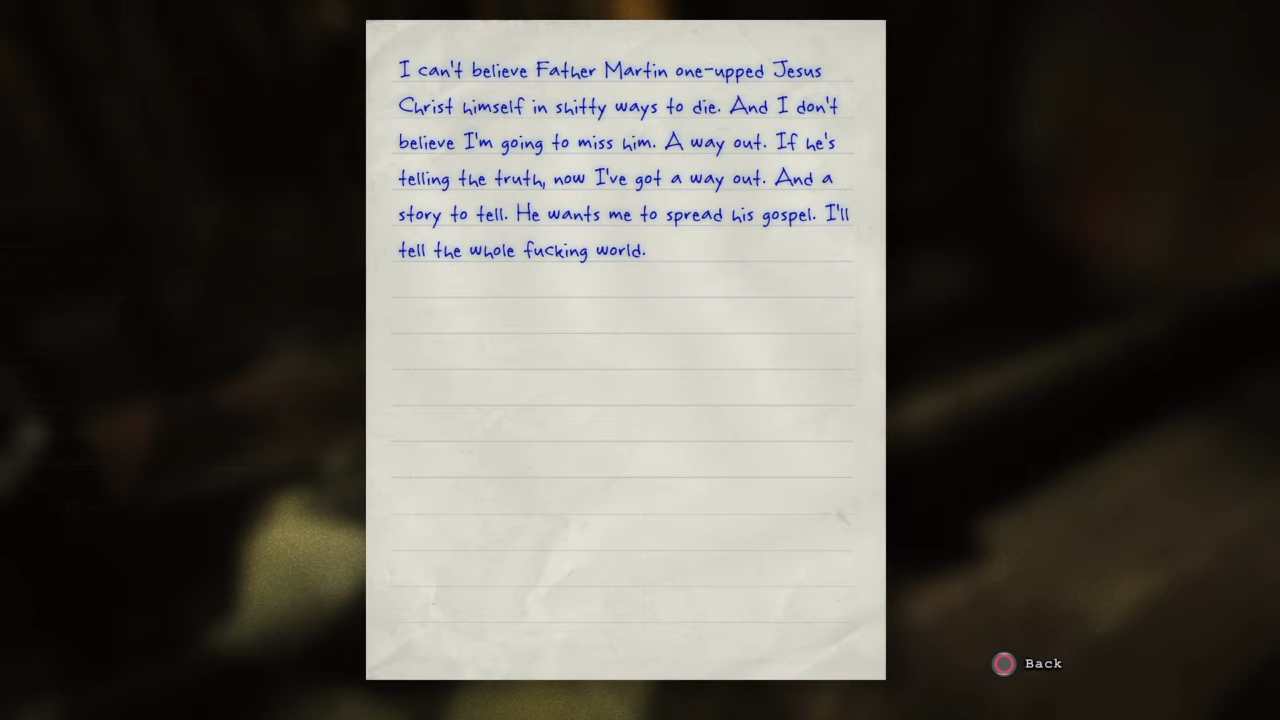 I can't believe Father Martin one-upped Jesus
Christ himself in shitty ways to die. And I don't
believe I'm going to miss him. A way out. If he's
telling the truth, now I've got a way out. And a
story to tell. He wants me to spread his gospel. I'll
tell the whole fucking world.
Back